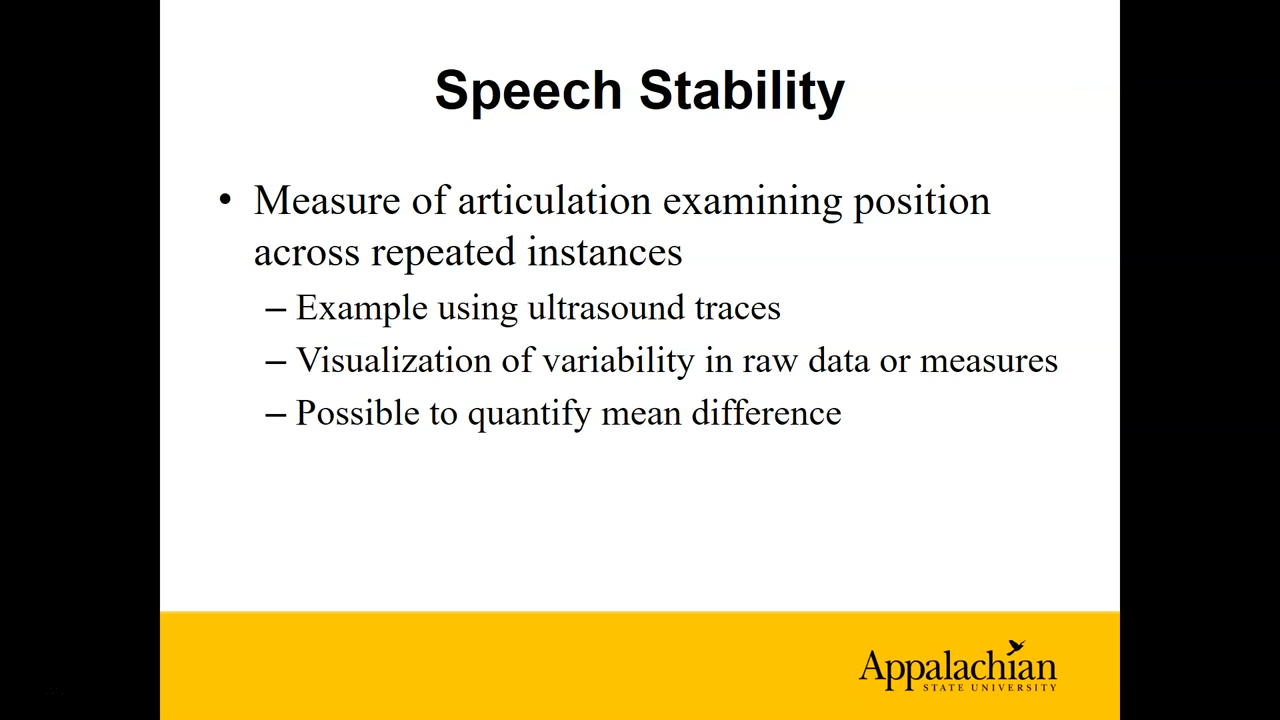 Speech Stability
• Measure of articulation examining position
across repeated instances
– Example using ultrasound traces
– Visualization of variability in raw data or measures
– Possible to quantify mean difference
Appalachian
STATE UNIVERSITY